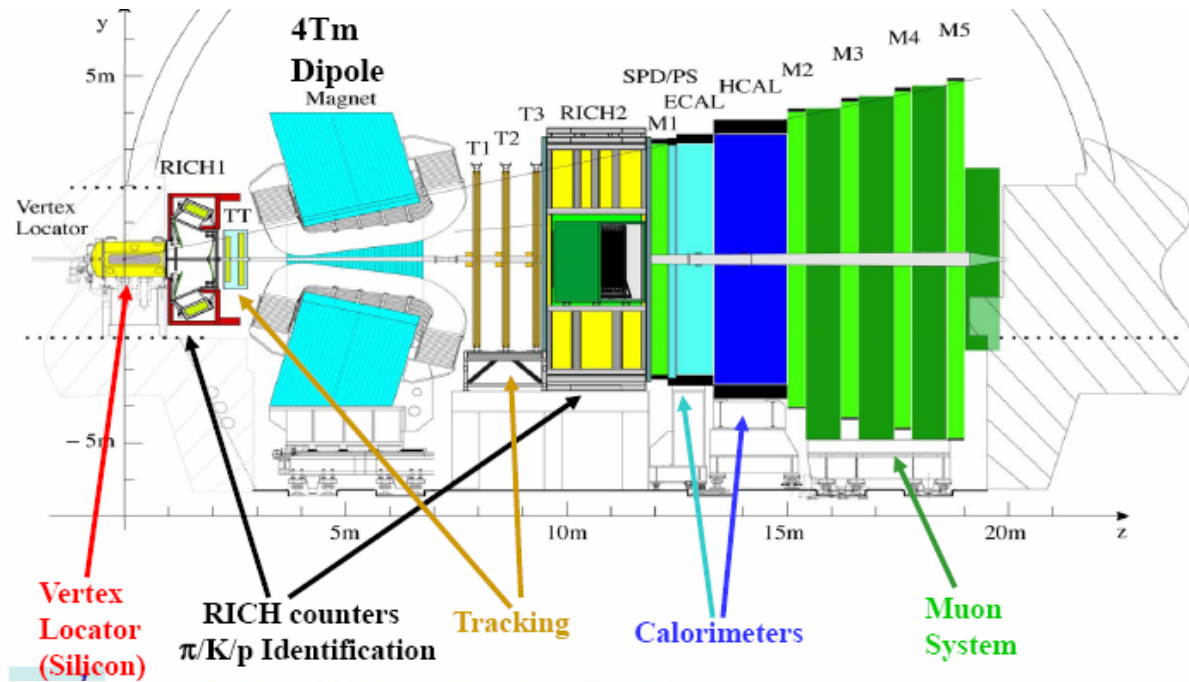 y
4Tm
Dipole
Magnet
5m
M5
M4
M3
M2
SPD/PS
HCAL
ECAL
M1
RICH2
T3
T2
T1
RICH1
TT
Vertex
Locator
– 5m
5m
10m
15m
20m
z
Vertex
Locator
(Silicon)
RICH counters
π/K/p Identification
Tracking
Calorimeters
Muon
System